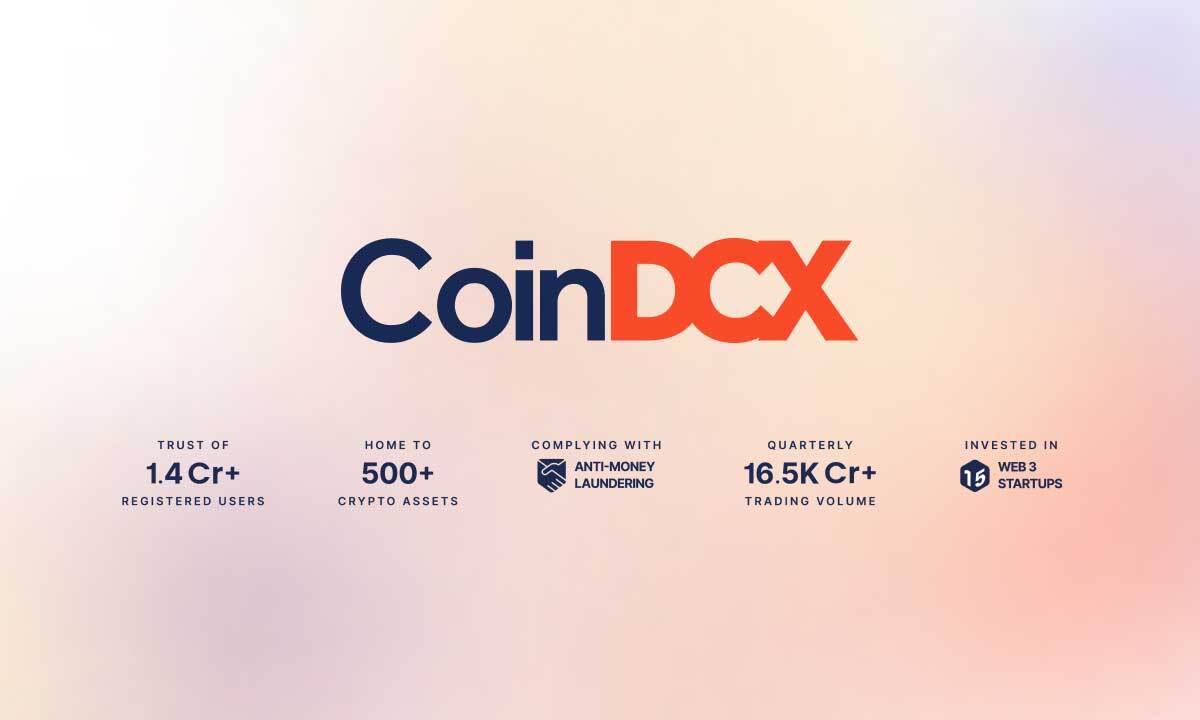 CoinDCX
TRUST OF
1.4 Cr+
REGISTERED USERS
HOME TO
500+
CRYPTO ASSETS
COMPLYING WITH
ANTI-MONEY
LAUNDERING
QUARTERLY
16.5K Cr+
TRADING VOLUME
INVESTED IN
15
WEB 3
STARTUPS